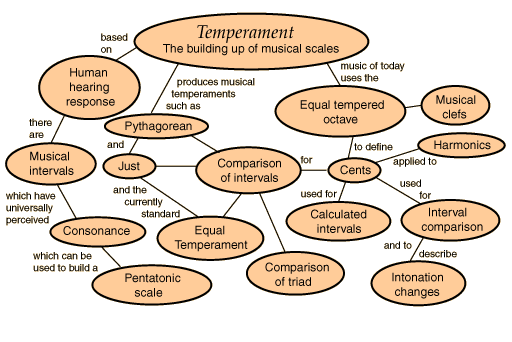 Temperament
The building up of musical scales
based
on
Human
hearing
response
produces musical
temperaments
such as
music of today
uses the
Equal tempered
octave
Musical
clefs
there
are
Pythagorean
and
to define
Harmonics
applied to
Musical
intervals
Just
Comparison
of intervals
for
Cents
which have
universally
perceived
and the
currently
standard
used for
used
for
Consonance
Equal
Temperament
Calculated
intervals
Interval
comparison
which can be
used to build a
and to
describe
Pentatonic
scale
Comparison
of triad
Intonation
changes